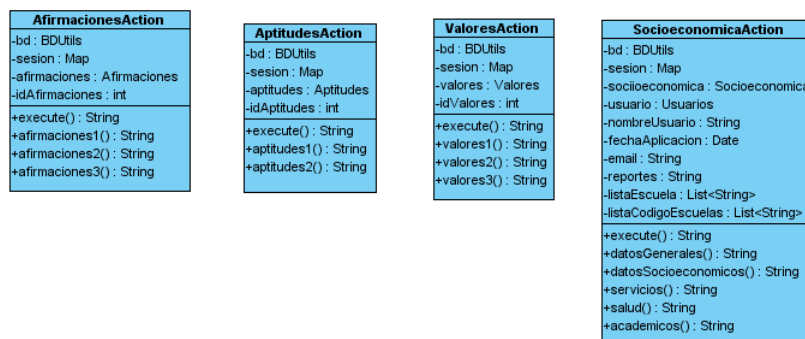 AfirmacionesAction
-bd : BDUtils
-sesion : Map
-afirmaciones : Afirmaciones
-idAfirmaciones : int
+execute() : String
+afirmaciones1() : String
+afirmaciones2() : String
+afirmaciones3() : String
AptitudesAction
-bd : BDUtils
-sesion : Map
-aptitudes : Aptitudes
-idAptitudes : int
+execute() : String
+aptitudes1() : String
+aptitudes2() : String
ValoresAction
-bd : BDUtils
-sesion : Map
-valores : Valores
-idValores : int
+execute() : String
+valores1() : String
+valores2() : String
+valores3() : String
SocioeconomicaAction
-bd : BDUtils
-sesion : Map
-sociioeconomica : Socioeconomica
-usuario : Usuarios
-nombreUsuario : String
-fechaAplicacion : Date
-email : String
-reportes : String
-listaEscuela : List<String>
-listaCodigoEscuelas : List<String>
+execute() : String
+datosGenerales() : String
+datosSocioeconomicos() : String
+servicios() : String
+salud() : String
+academicos() : String